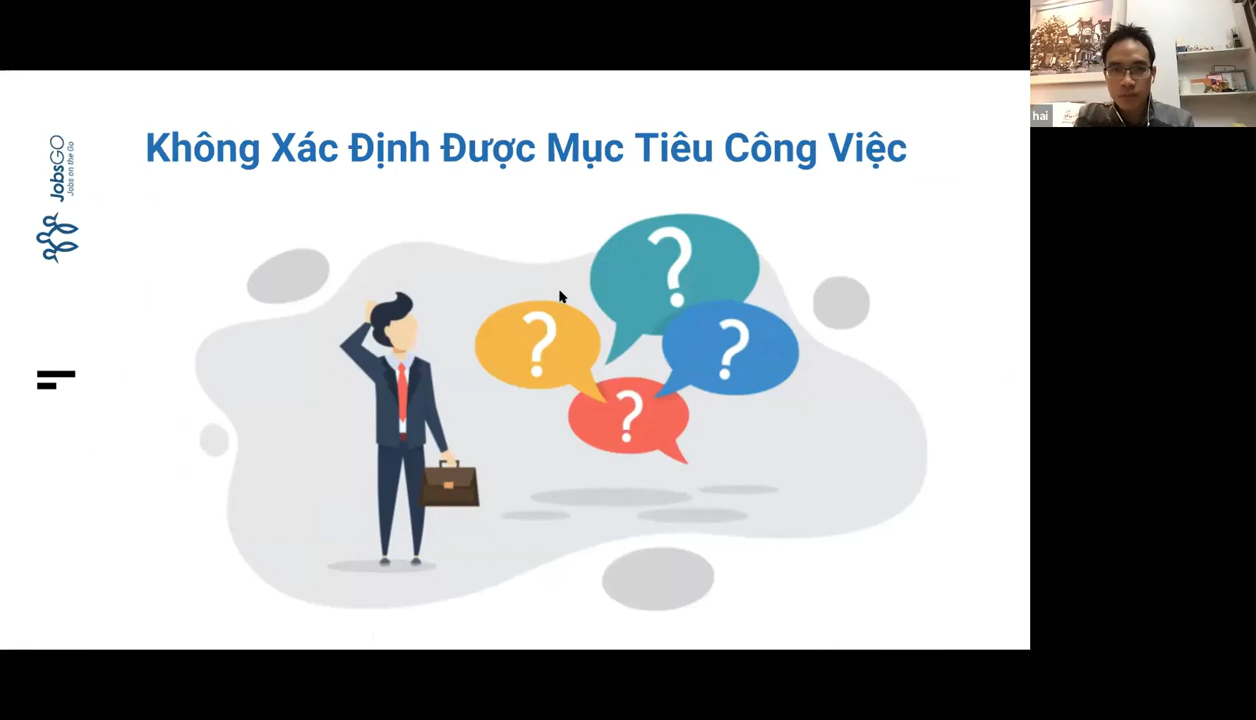 Không Xác Định Được Mục Tiêu Công Việc
JobsGO
Jobs on the Go
?
?
?
?
hai